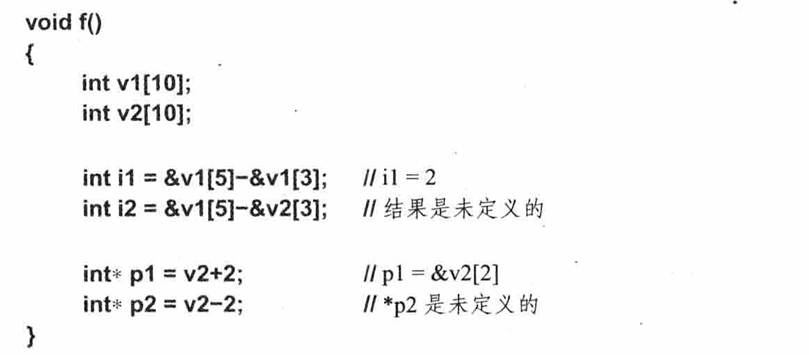 void f()
{
int v1[10];
int v2[10];
int i1 = &v1[5]−&v1[3]; // i1 = 2
int i2 = &v1[5]−&v2[3]; // 结果是未定义的
int* p1 = v2+2; // p1 = &v2[2]
int* p2 = v2−2; // *p2 是未定义的
}